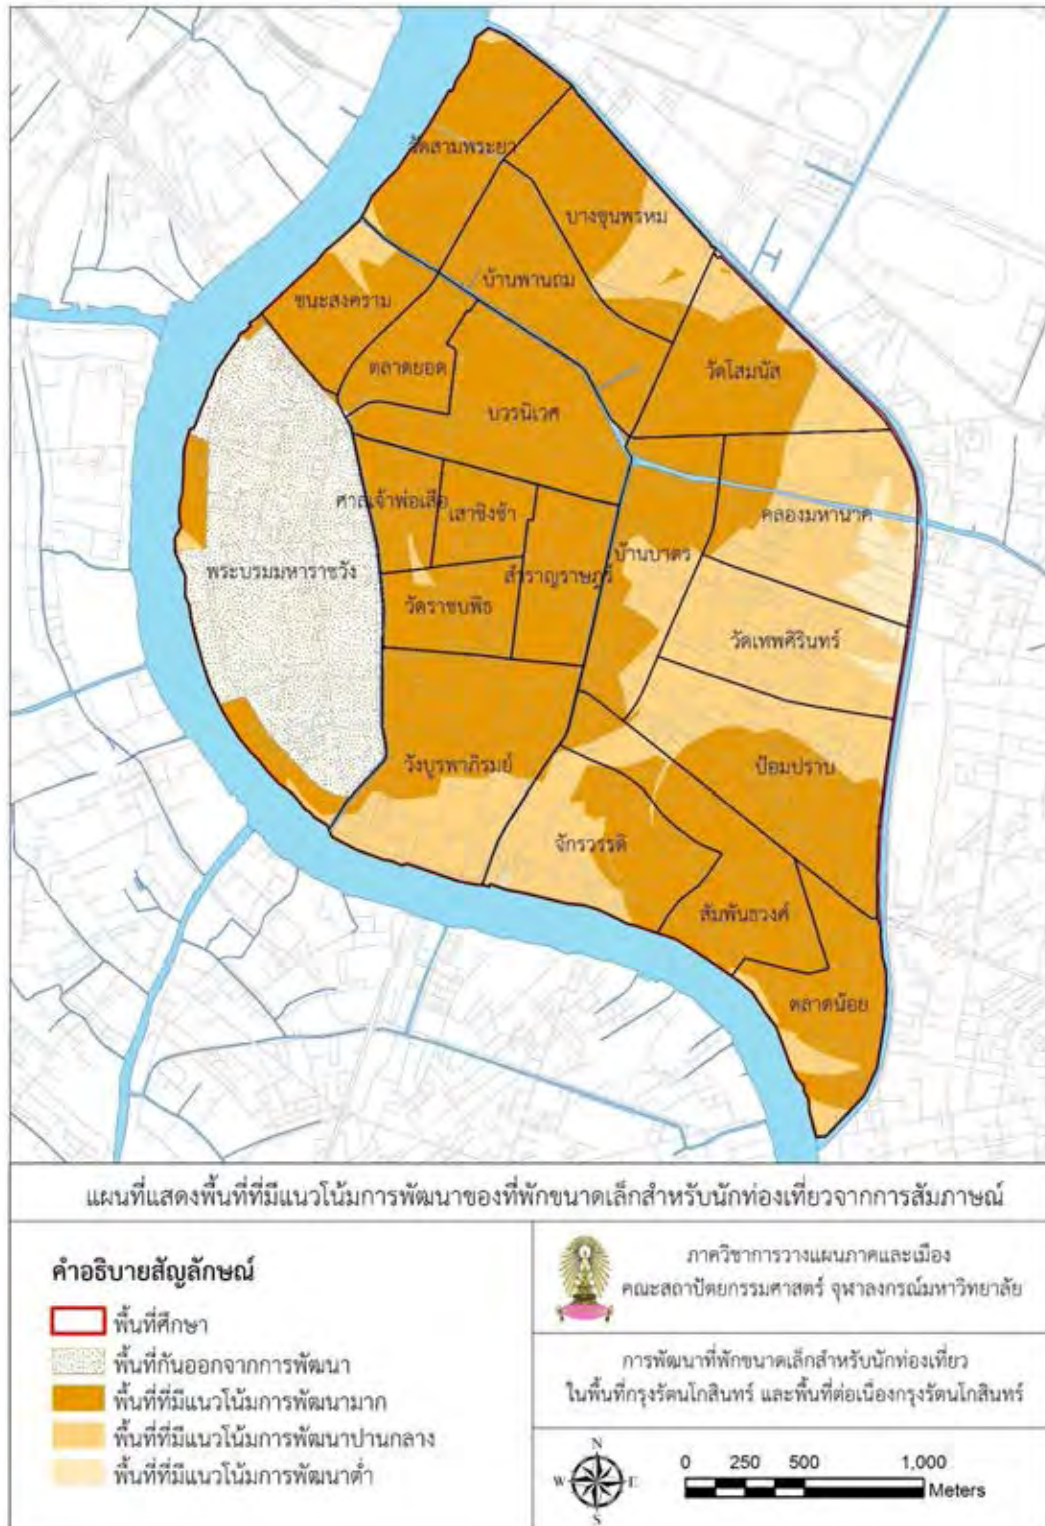 วัดสามพระยา
บางขุนพรหม
บ้านพานถม
ชนะสงคราม
ตลาดยอด
วัดโสมนัส
บวรนิเวศ
ศาลเจ้าพ่อเสือ
เสาชิงช้า
คลองมหานาค
บ้านบาตร
สำราญราษฎร์
พระบรมมหาราชวัง
วัดราชบพิธ
วัดเทพศิรินทร์
วังบูรพาภิรมย์
ป้อมปราบ
จักรวรรดิ
สัมพันธวงศ์
ตลาดน้อย
แผนที่แสดงพื้นที่ที่มีแนวโน้มการพัฒนาของที่พักขนาดเล็กสำหรับนักท่องเที่ยวจากการสัมภาษณ์
คำอธิบายสัญลักษณ์
พื้นที่ศึกษา
พื้นที่กันออกจากการพัฒนา
พื้นที่ที่มีแนวโน้มการพัฒนามาก
พื้นที่ที่มีแนวโน้มการพัฒนาปานกลาง
พื้นที่ที่มีแนวโน้มการพัฒนาต่ำ
ภาควิชาการวางแผนภาคและเมือง
คณะสถาปัตยกรรมศาสตร์ จุฬาลงกรณ์มหาวิทยาลัย
การพัฒนาที่พักขนาดเล็กสำหรับนักท่องเที่ยว
ในพื้นที่กรุงรัตนโกสินทร์ และพื้นที่ต่อเนื่องกรุงรัตนโกสินทร์
N
W E
S
0 250 500 1,000
Meters